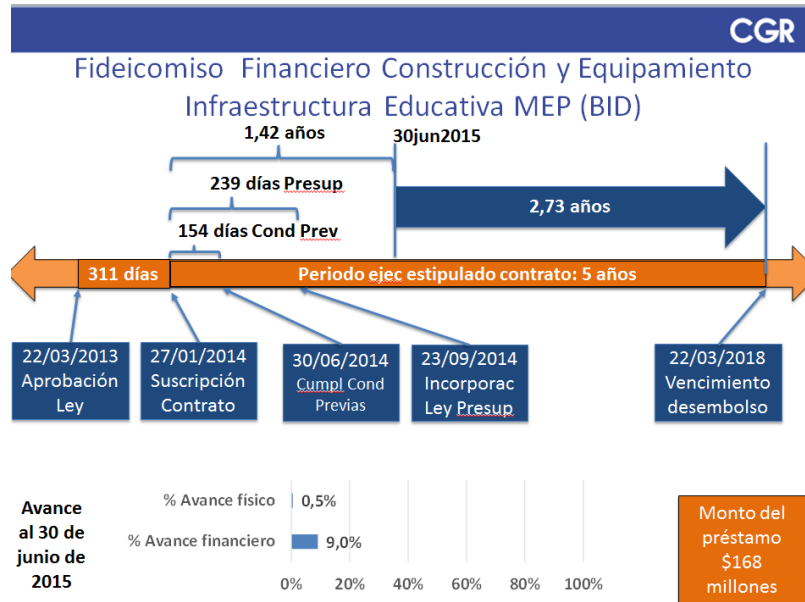 CGR
Fideicomiso Financiero Construcción y Equipamiento
Infraestructura Educativa MEP (BID)
1,42 años
30jun2015
239 días Presup
2,73 años
154 días Cond Prev
311 días
Periodo ejec estipulado contrato: 5 años
22/03/2013
Aprobación
Ley
27/01/2014
Suscripción
Contrato
30/06/2014
Cumpl Cond
Previas
23/09/2014
Incorporac
Ley Presup
22/03/2018
Vencimiento
desembolso
Avance
al 30 de
junio de
2015
% Avance físico
0,5%
% Avance financiero
9,0%
0%
20%
40%
60%
80%
100%
Monto del
préstamo
$168
millones